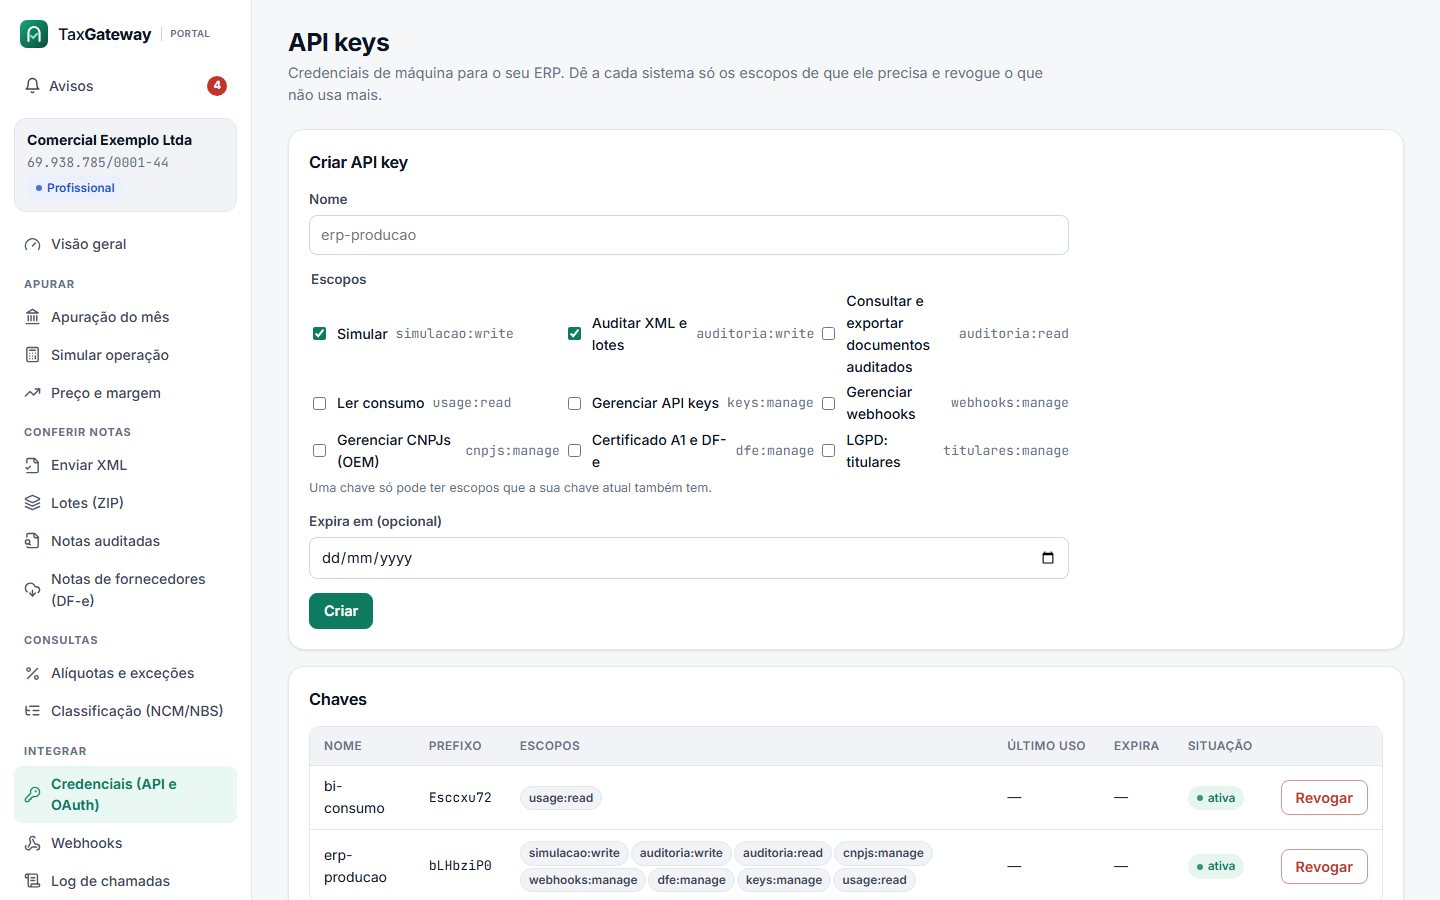 TaxGateway PORTAL
Avisos 4
Comercial Exemplo Ltda
69.938.785/0001-44
Profissional
Visão geral
APURAR
Apuração do mês
Simular operação
Preço e margem
CONFERIR NOTAS
Enviar XML
Lotes (ZIP)
Notas auditadas
Notas de fornecedores
(DF-e)
CONSULTAS
Alíquotas e exceções
Classificação (NCM/NBS)
INTEGRAR
Credenciais (API e
OAuth)
Webhooks
Log de chamadas
API keys
Credenciais de máquina para o seu ERP. Dê a cada sistema só os escopos de que ele precisa e revogue o que
não usa mais.
Criar API key
Nome
erp-producao
Escopos
Simular simulacao:write
Auditar XML e
lotes
auditoria:write
Consultar e
exportar
documentos
auditados
auditoria:read
Ler consumo usage:read
Gerenciar API keys keys:manage
Gerenciar
webhooks
webhooks:manage
Gerenciar CNPJs
(OEM)
cnpjs:manage
Certificado A1 e DF-
e
dfe:manage
LGPD:
titulares
titulares:manage
Uma chave só pode ter escopos que a sua chave atual também tem.
Expira em (opcional)
dd/mm/yyyy
Criar
Chaves
NOME PREFIXO ESCOPOS ÚLTIMO USO EXPIRA SITUAÇÃO
bi-
consumo
Esccxu72 usage:read — — ativa Revogar
erp-
producao
bLHbziP0
simulacao:write auditoria:write auditoria:read cnpjs:manage
webhooks:manage dfe:manage keys:manage usage:read
— — ativa Revogar